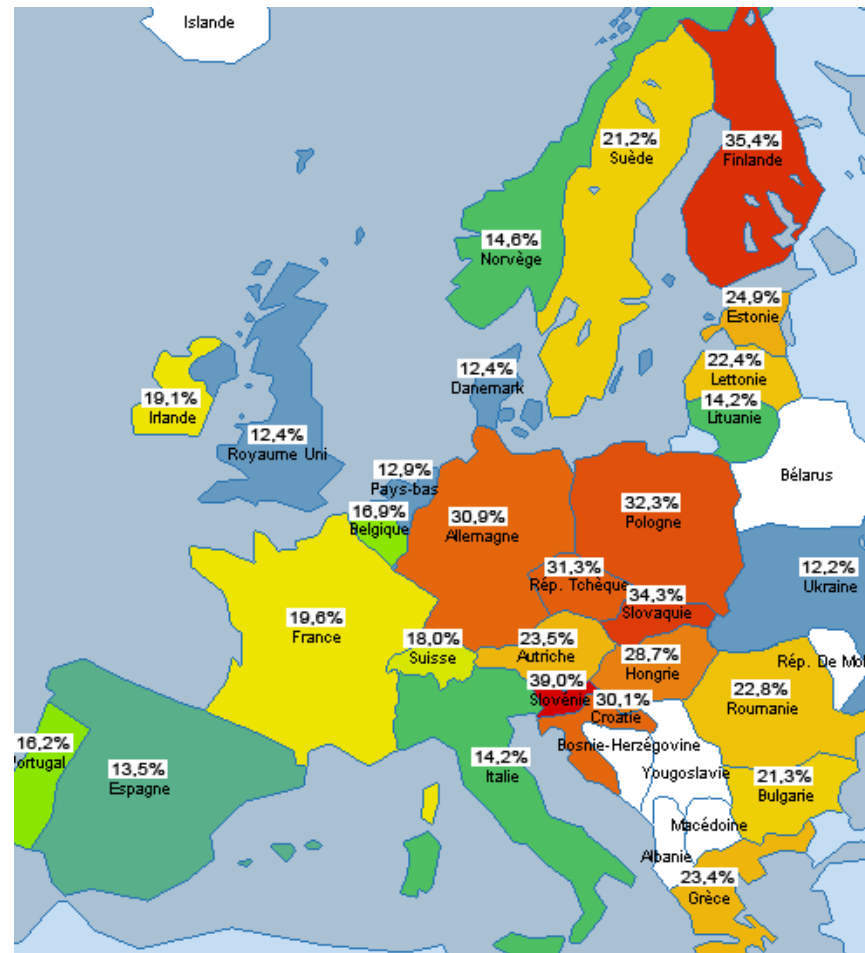 Islande
21,2%
Suède
35,4%
Finlande
14,6%
Norvège
24,9%
Estonie
22,4%
Lettonie
14,2%
Lituanie
19,1%
Irlande
12,4%
Royaume Uni
12,4%
Danemark
12,9%
Pays-bas
16,9%
Belgique
30,9%
Allemagne
32,3%
Pologne
Bélarus
31,3%
Rép. Tchèque
34,3%
Slovaquie
12,2%
Ukraine
19,6%
France
18,0%
Suisse
23,5%
Autriche
28,7%
Hongrie
Rép. De Mol
39,0%
Slovénie
30,1%
Croatie
22,8%
Roumanie
16,2%
ortugal
13,5%
Espagne
14,2%
Italie
Bosnie-Herzégovine
Yougoslavie
21,3%
Bulgarie
Macédoine
Albanie
23,4%
Grèce